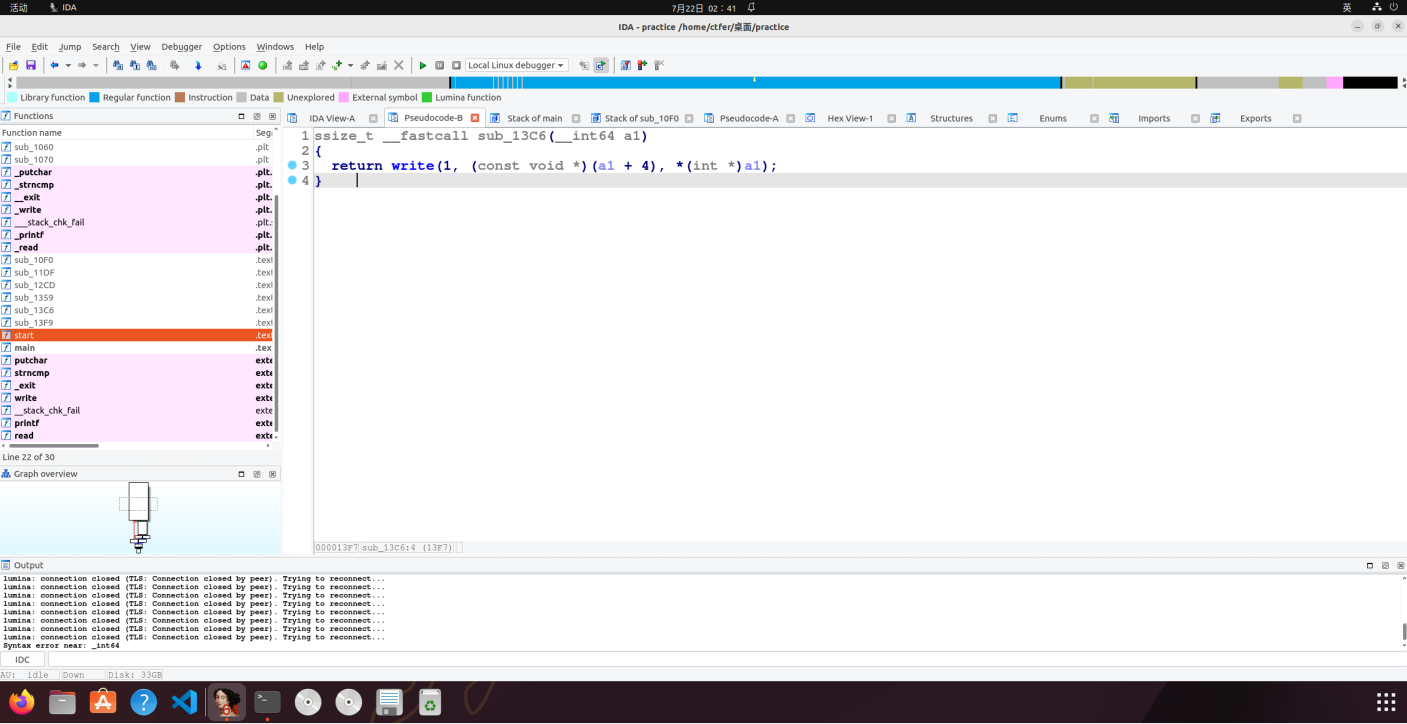 活动 IDA 7月22日 02：41 英
IDA - practice /home/ctfer/桌面/practice
File Edit Jump Search View Debugger Options Windows Help
Local Linux debugger
Library function Regular function Instruction Data Unexplored External symbol Lumina function
Functions
IDA View-A Pseudocode-B Stack of main Stack of sub_10F0 Pseudocode-A Hex View-1 Structures Enums Imports Exports
Function name Seg
sub_1060 .plt
sub_1070 .plt
_putchar .plt.
_strncmp .plt.
__exit .plt.
_write .plt.
___stack_chk_fail .plt.
_printf .plt.
_read .plt.
sub_10F0 .text
sub_11DF .text
sub_12CD .text
sub_1359 .text
sub_13C6 .text
sub_13F9 .text
start .text
main .tex
putchar exte
strncmp exte
_exit exte
write exte
__stack_chk_fail exte
printf exte
read exte
Line 22 of 30
Graph overview
1 ssize_t __fastcall sub_13C6(__int64 a1)
2 {
3 return write(1, (const void *)(a1 + 4), *(int *)a1);
4 }
000013F7 sub_13C6:4 (13F7)
Output
lumina: connection closed (TLS: Connection closed by peer). Trying to reconnect...
lumina: connection closed (TLS: Connection closed by peer). Trying to reconnect...
lumina: connection closed (TLS: Connection closed by peer). Trying to reconnect...
lumina: connection closed (TLS: Connection closed by peer). Trying to reconnect...
lumina: connection closed (TLS: Connection closed by peer). Trying to reconnect...
lumina: connection closed (TLS: Connection closed by peer). Trying to reconnect...
lumina: connection closed (TLS: Connection closed by peer). Trying to reconnect...
lumina: connection closed (TLS: Connection closed by peer). Trying to reconnect...
Syntax error near: _int64
IDC
AU: idle Down Disk: 33GB
64